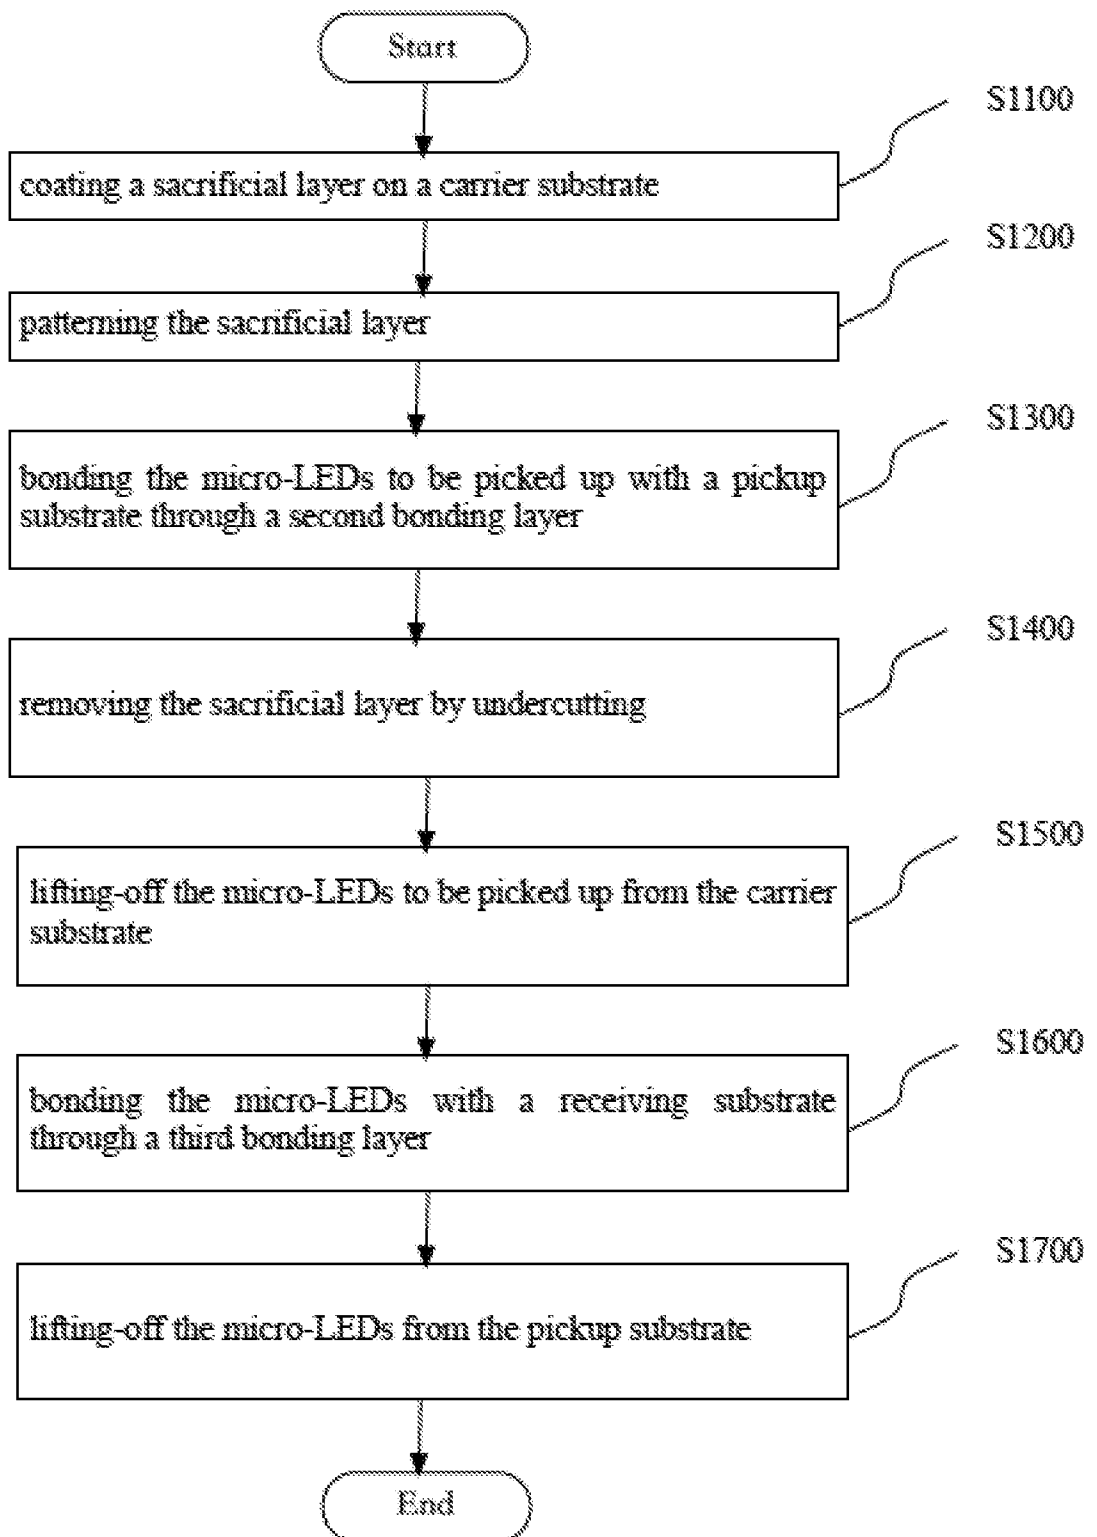 Start
S1100
coating a sacrificial layer on a carrier substrate
S1200
patterning the sacrificial layer
S1300
bonding the micro-LEDs to be picked up with a pickup
substrate through a second bonding layer
S1400
removing the sacrificial layer by undercutting
S1500
lifting-off the micro-LEDs to be picked up from the carrier
substrate
S1600
bonding the micro-LEDs with a receiving substrate
through a third bonding layer
S1700
lifting-off the micro-LEDs from the pickup substrate
End